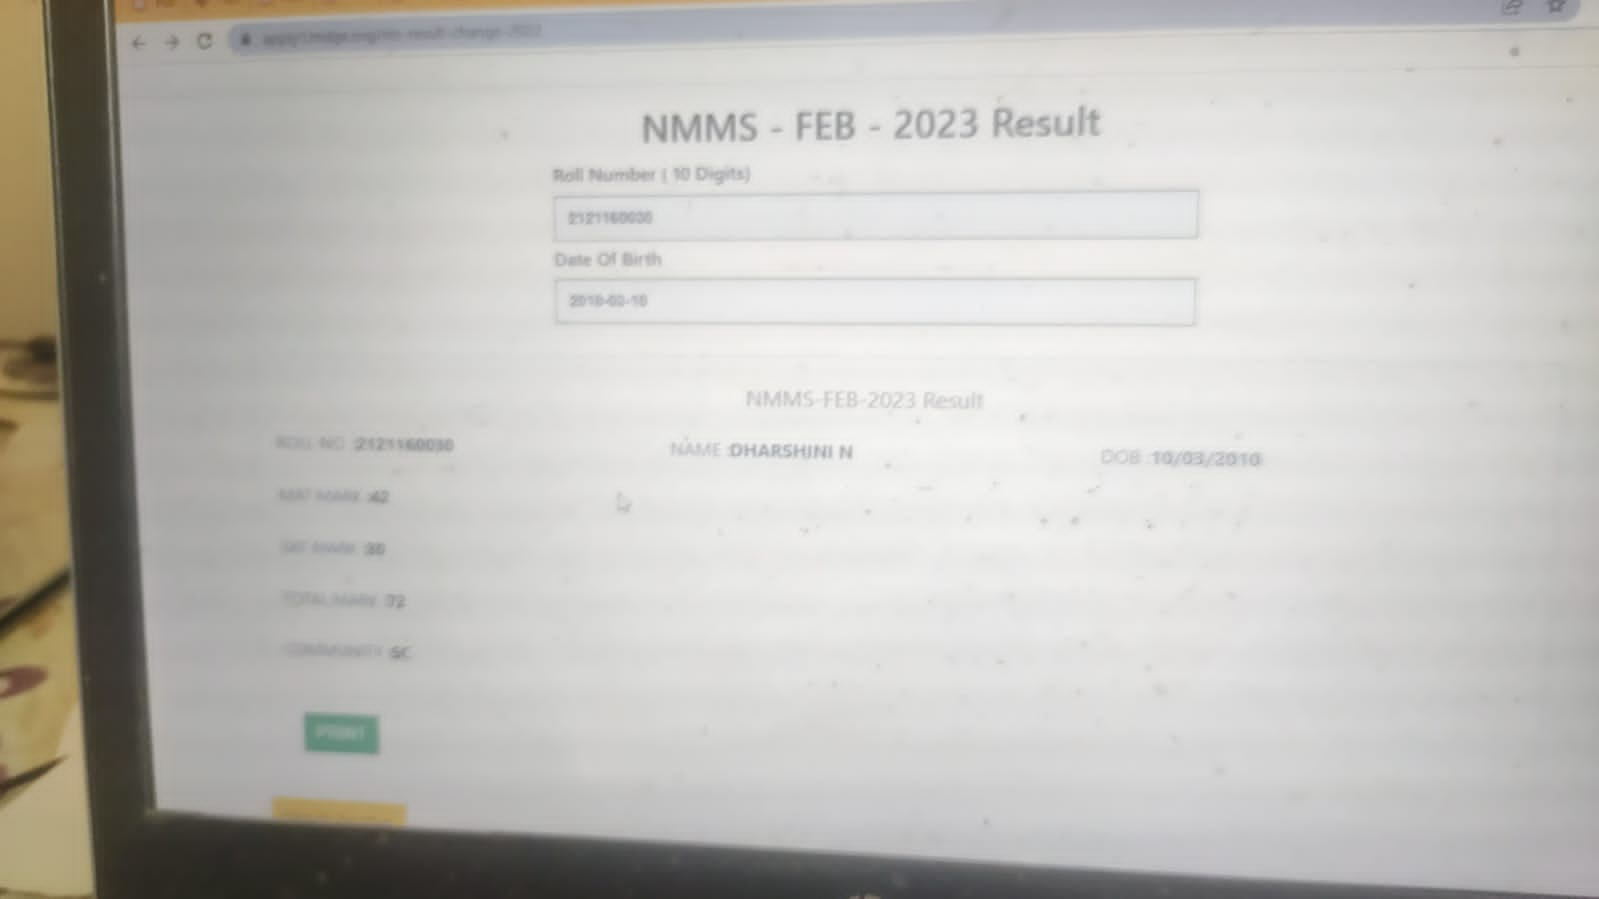 NMMS - FEB - 2023 Result
Roll Number ( 10 Digits)
2121160030
Date Of Birth
2010-03-10
NMMS-FEB-2023 Result
ROLL NO :2121160030 NAME :DHARSHINI N DOB :10/03/2010
MAT MARK :42
SAT MARK :30
TOTAL MARK :72
COMMUNITY :SC
PRINT